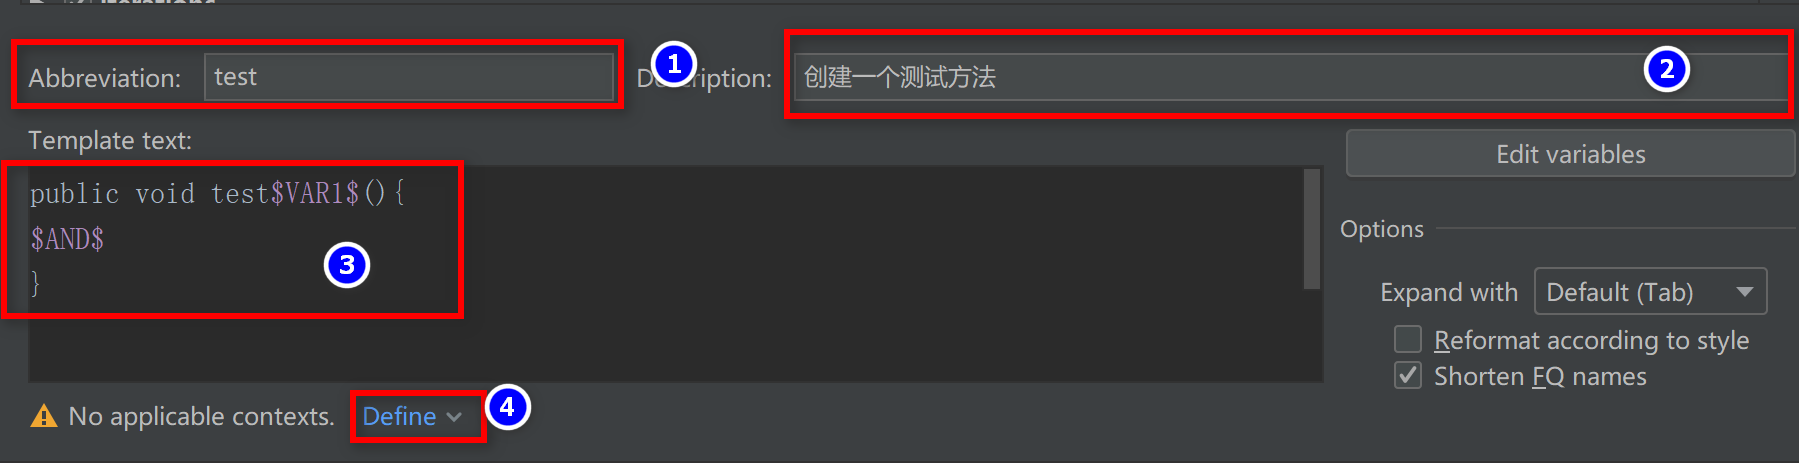 Iterations
Abbreviation: test 1 Description: 创建一个测试方法 2
Template text:
Edit variables
public void test$VAR1$(){
$AND$
}
3
Options
Expand with Default (Tab)
Reformat according to style
Shorten FQ names
No applicable contexts. Define 4